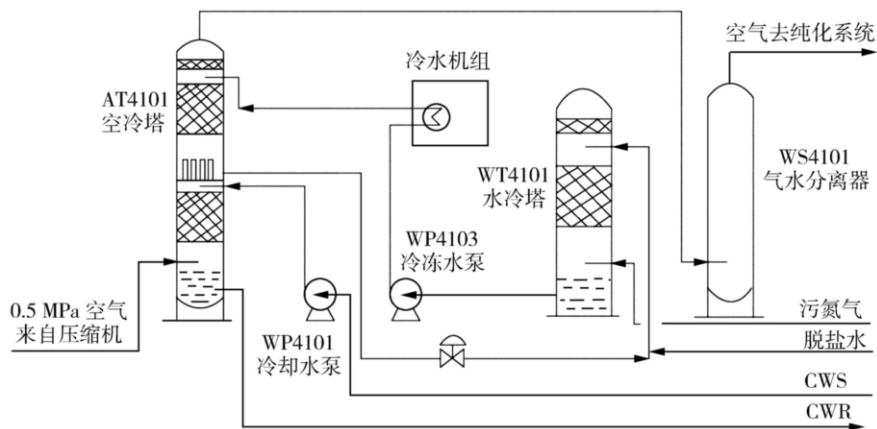 空气去纯化系统
冷水机组
AT4101
空冷塔
WS4101
气水分离器
WT4101
水冷塔
WP4103
冷冻水泵
0.5 MPa 空气
来自压缩机
WP4101
冷却水泵
污氮气
脱盐水
CWS
CWR